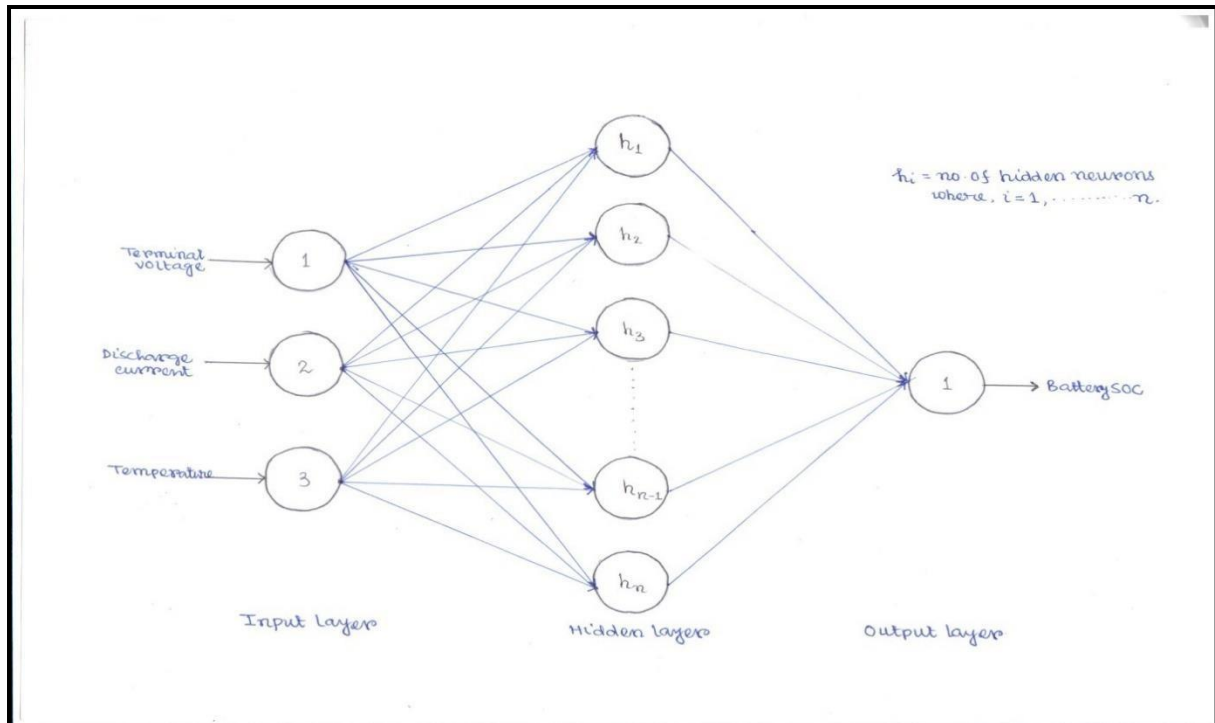 h1
hi = no. of hidden neurons
where, i = 1, .......... n.
h2
Terminal
voltage
1
h3
Discharge
current
2
1
Battery SOC
Temperature
3
hn-1
hn
Input layer
Hidden layer
Output layer